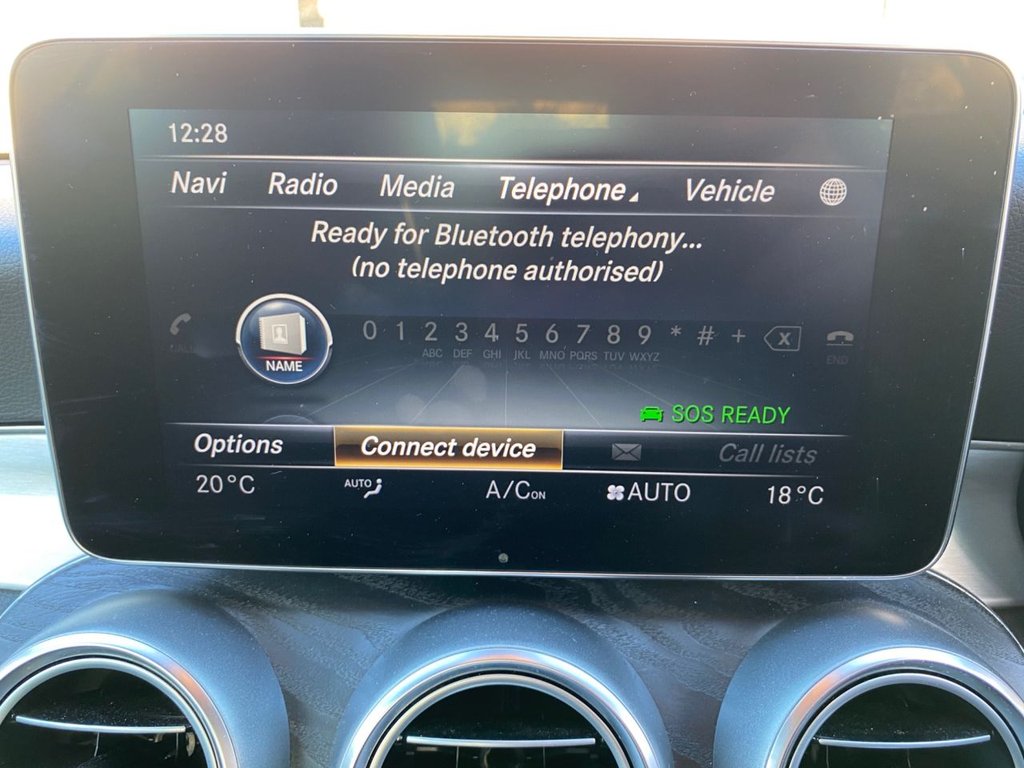 12:28
Navi Radio Media Telephone Vehicle
Ready for Bluetooth telephony...
(no telephone authorised)
0 1 2 3 4 5 6 7 8 9 * # + X
CALL NAME ABC DEF GHI JKL MNO PQRS TUV WXYZ END
SOS READY
Options Connect device Call lists
20°C AUTO A/C ON AUTO 18°C